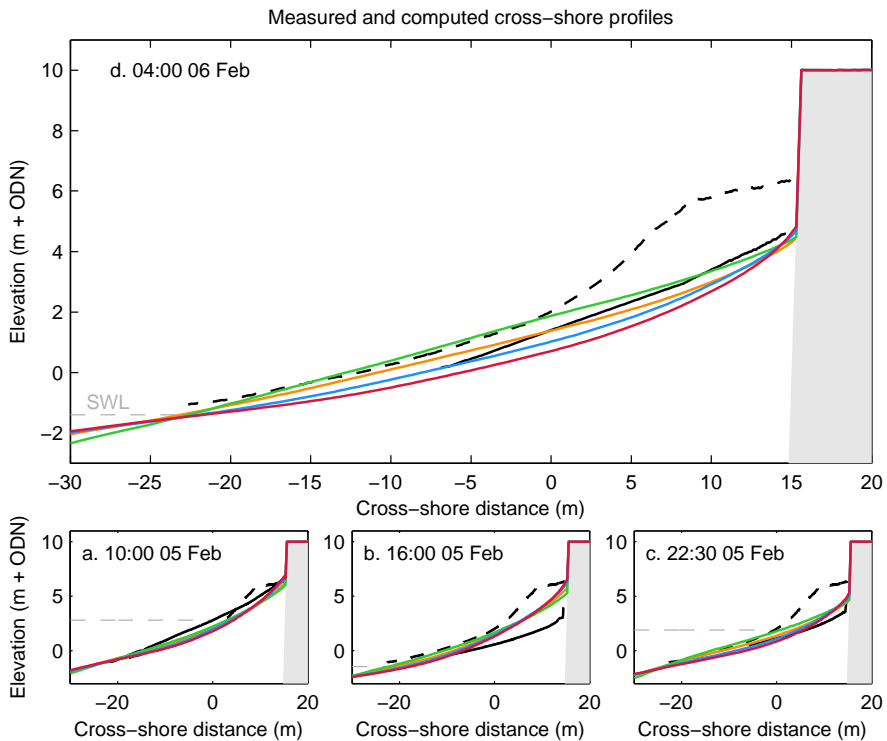 Measured and computed cross−shore profiles
d. 04:00 06 Feb
10
8
6
4
2
0
−2
Elevation (m + ODN)
SWL
−30 −25 −20 −15 −10 −5 0 5 10 15 20
Cross−shore distance (m)
a. 10:00 05 Feb
b. 16:00 05 Feb
c. 22:30 05 Feb
10 10 10
5 5 5
0 0 0
Elevation (m + ODN)
−20 0 20 −20 0 20 −20 0 20
Cross−shore distance (m) Cross−shore distance (m) Cross−shore distance (m)